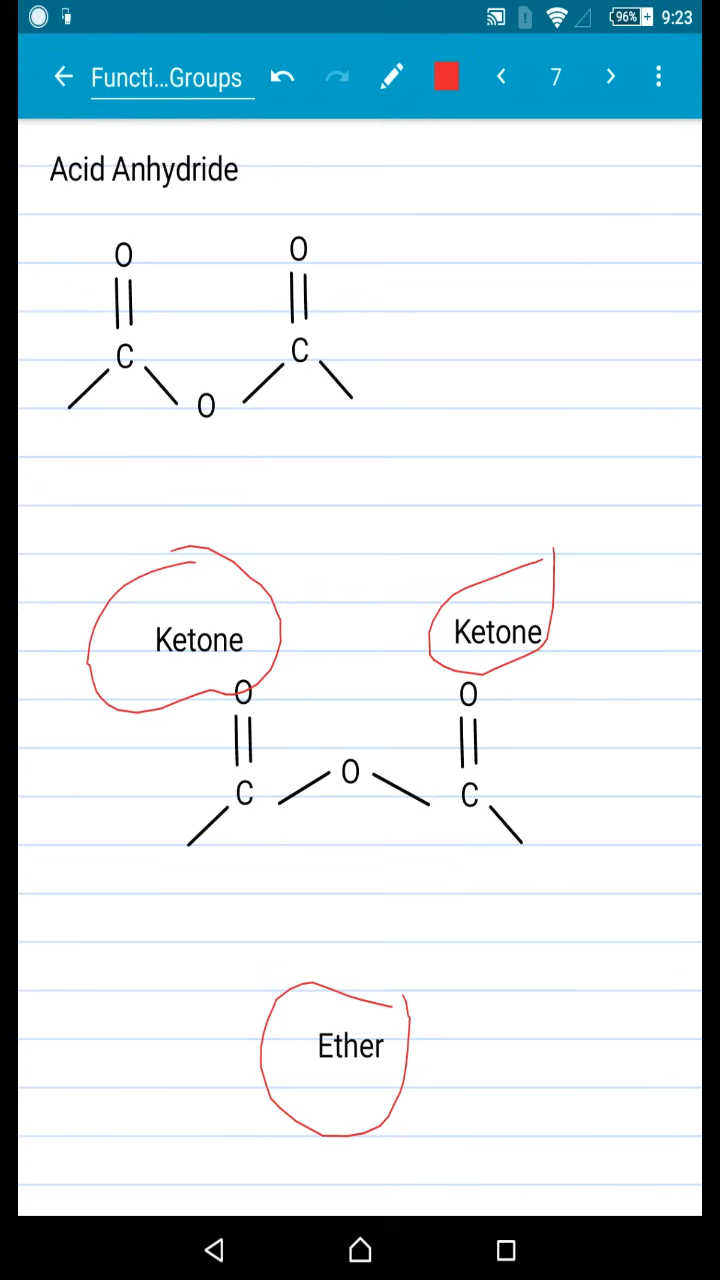 96% 9:23
Functi...Groups 7
Acid Anhydride
O O
C C
O
Ketone Ketone
O O
O
C C
Ether